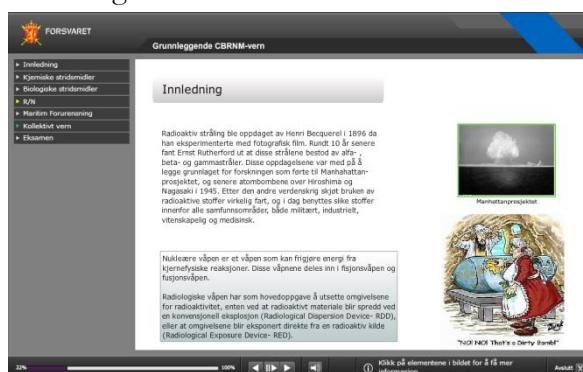 FORSVARET
Grunnleggende CBRNM-vern
Innledning
Kjemiske stridsmidler
Biologiske stridsmidler
R/N
Maritim Forurensning
Kollektivt vern
Eksamen
Innledning
Radioaktiv stråling ble oppdaget av Henri Becquerel i 1896 da
han eksperimenterte med fotografisk film. Rundt 10 år senere
fant Ernst Rutherford ut at disse strålene bestod av alfa- ,
beta- og gammastråler. Disse oppdagelsene var med på å
legge grunnlaget for forskningen som førte til Manhahattan-
prosjektet, og senere atombombene over Hiroshima og
Nagasaki i 1945. Etter den andre verdenskrig skjøt bruken av
radioaktive stoffer virkelig fart, og i dag benyttes slike stoffer
innenfor alle samfunnsområder, både militært, industrielt,
vitenskapelig og medisinsk.
Manhattanprosjektet
Nukleære våpen er et våpen som kan frigjøre energi fra
kjernefysiske reaksjoner. Disse våpnene deles inn i fisjonsvåpen og
fusjonsvåpen.
Radiologiske våpen har som hovedoppgave å utsette omgivelsene
for radioaktivitet, enten ved at radioaktivt materiale blir spredd ved
en konvensjonell eksplosjon (Radiological Dispersion Device- RDD),
eller at omgivelsene blir eksponert direkte fra en radioaktiv kilde
(Radiological Exposure Device- RED).
"NO! NO! That's a Dirty Bomb!"
22%
100%
Klikk på elementene i bildet for å få mer
informasjon
Avslutt